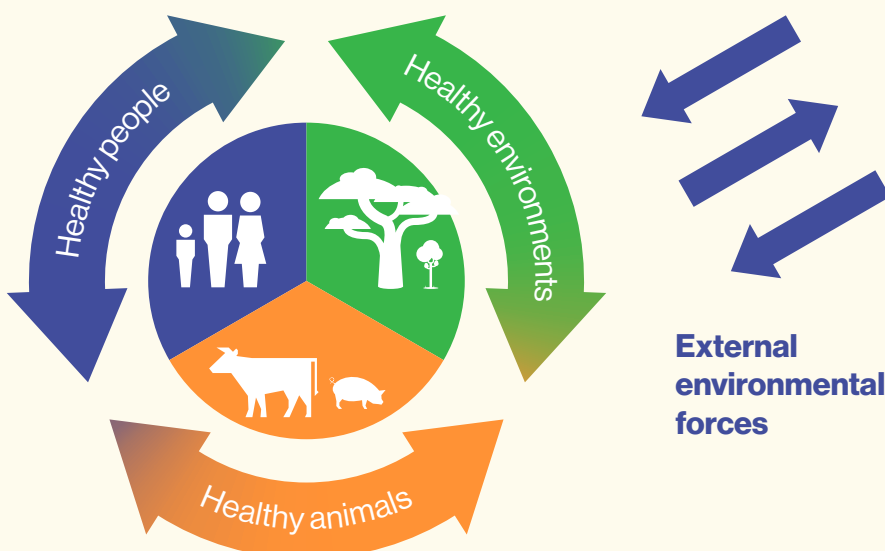 Healthy people
Healthy environments
Healthy animals
External
environmental
forces